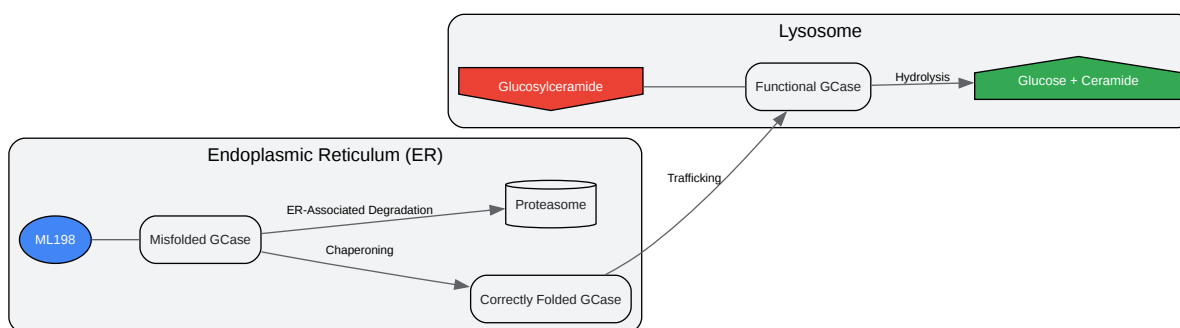 Lysosome
Glucosylceramide
Functional GCase
Hydrolysis
Glucose + Ceramide
Trafficking
Endoplasmic Reticulum (ER)
ML198
Misfolded GCase
ER-Associated Degradation
Proteasome
Chaperoning
Correctly Folded GCase